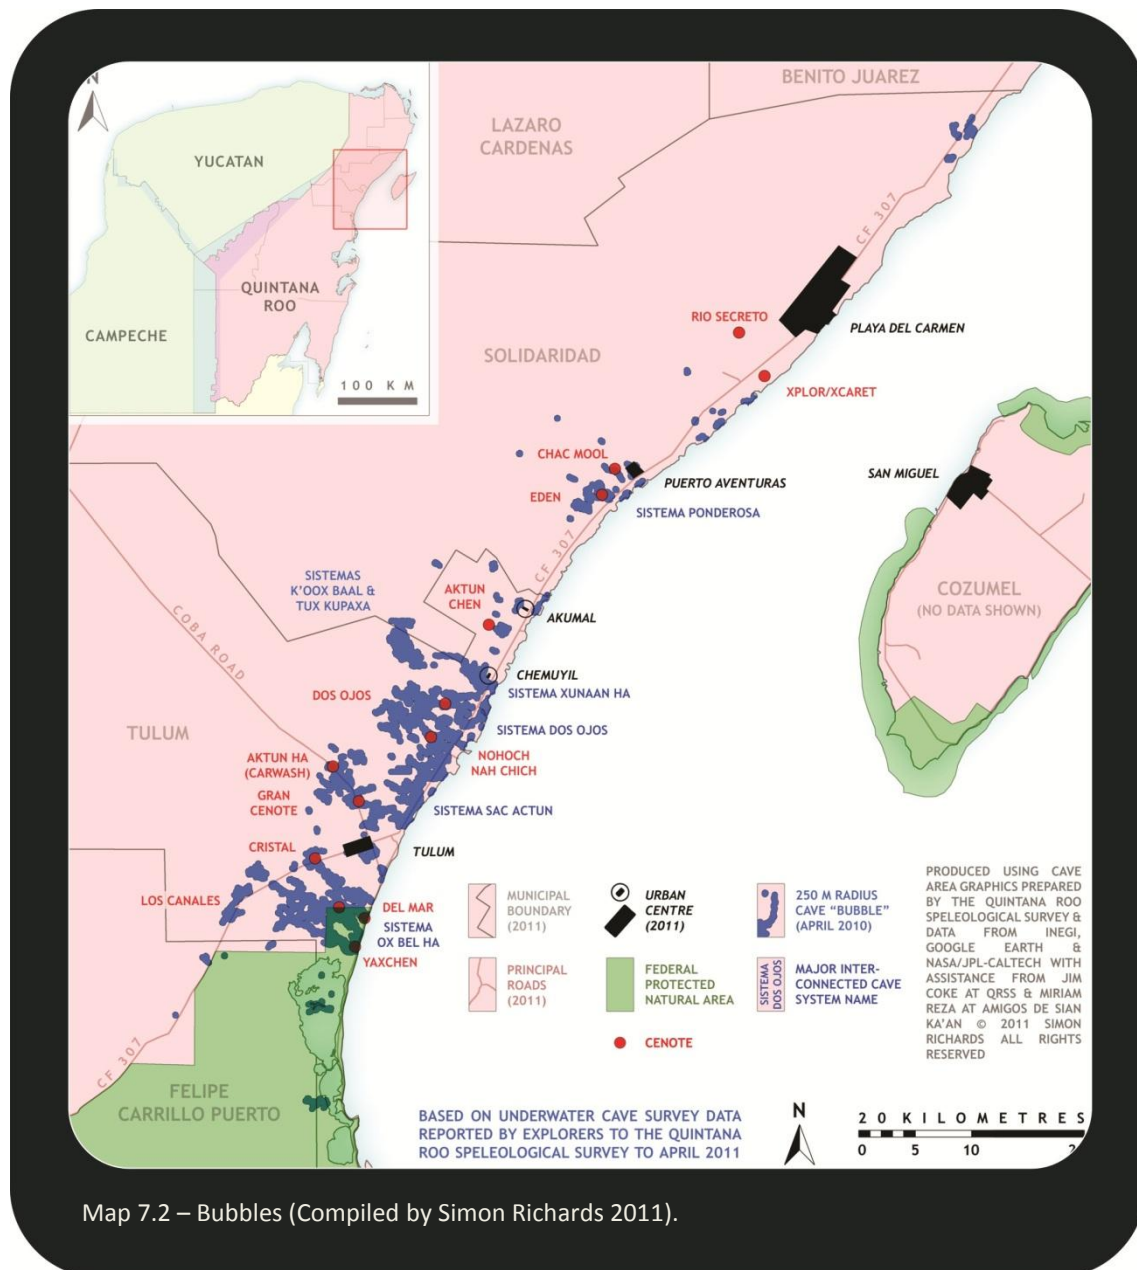 N
YUCATAN
QUINTANA
ROO
CAMPECHE
100 KM
BENITO JUAREZ
LAZARO
CARDENAS
CF 307
RIO SECRETO
PLAYA DEL CARMEN
SOLIDARIDAD
XPLOR/XCARET
CHAC MOOL
PUERTO AVENTURAS
SAN MIGUEL
EDEN
SISTEMA PONDEROSA
CF 307
SISTEMAS
K'OOX BAAL &
TUX KUPAXA
AKTUN
CHEN
COZUMEL
(NO DATA SHOWN)
AKUMAL
COBA ROAD
CHEMUYIL
DOS OJOS
SISTEMA XUNAAN HA
TULUM
SISTEMA DOS OJOS
AKTUN HA
(CARWASH)
NOHOCH
NAH CHICH
GRAN
CENOTE
SISTEMA SAC ACTUN
CRISTAL
TULUM
LOS CANALES
DEL MAR
SISTEMA
OX BEL HA
YAXCHEN
CF 307
FELIPE
CARRILLO PUERTO
MUNICIPAL
BOUNDARY
(2011)
URBAN
CENTRE
(2011)
250 M RADIUS
CAVE “BUBBLE”
(APRIL 2010)
PRINCIPAL
ROADS
(2011)
FEDERAL
PROTECTED
NATURAL AREA
SISTEMA
DOS OJOS
MAJOR INTER-
CONNECTED CAVE
SYSTEM NAME
CENOTE
PRODUCED USING CAVE
AREA GRAPHICS PREPARED
BY THE QUINTANA ROO
SPELEOLOGICAL SURVEY &
DATA FROM INEGI,
GOOGLE EARTH &
NASA/JPL-CALTECH WITH
ASSISTANCE FROM JIM
COKE AT QRSS & MIRIAM
REZA AT AMIGOS DE SIAN
KA'AN © 2011 SIMON
RICHARDS ALL RIGHTS
RESERVED
BASED ON UNDERWATER CAVE SURVEY DATA
REPORTED BY EXPLORERS TO THE QUINTANA
ROO SPELEOLOGICAL SURVEY TO APRIL 2011
N
20 KILOMETRES
0 5 10 2
Map 7.2 – Bubbles (Compiled by Simon Richards 2011).